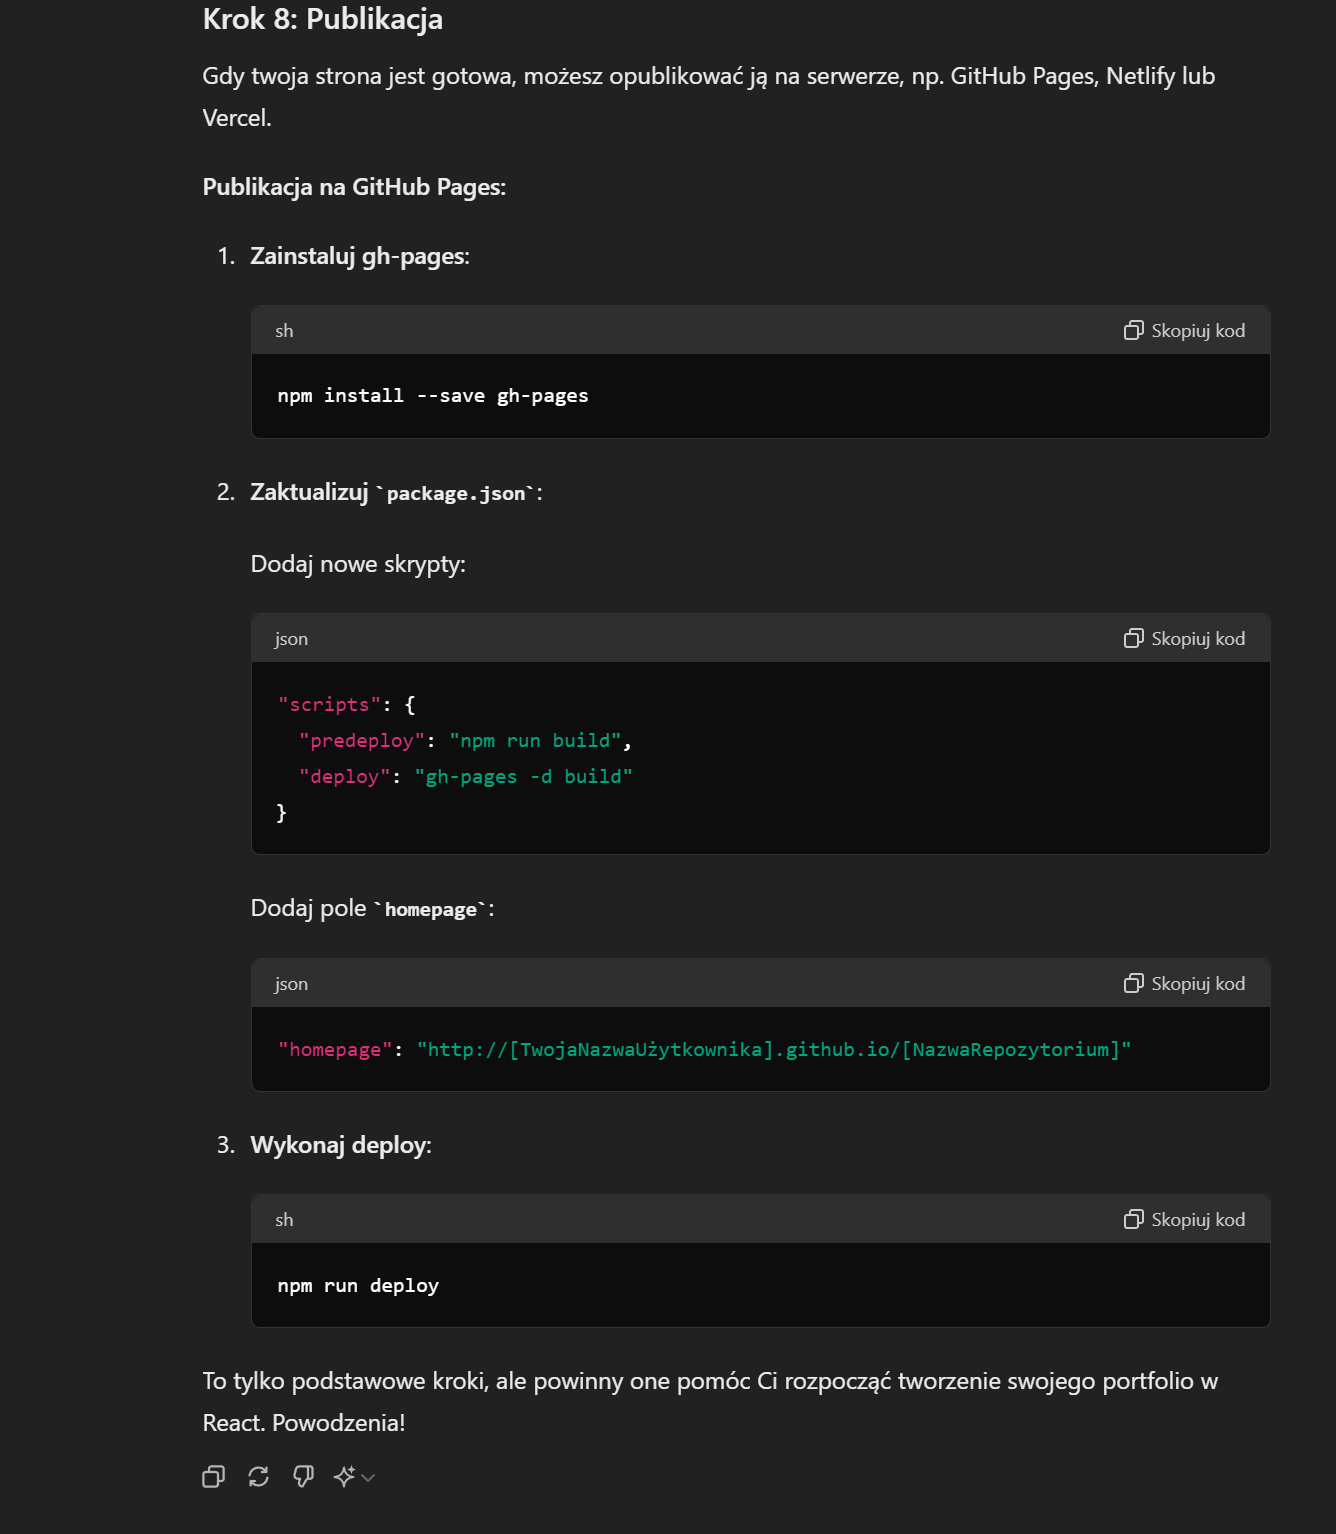 Krok 8: Publikacja
Gdy twoja strona jest gotowa, możesz opublikować ją na serwerze, np. GitHub Pages, Netlify lub
Vercel.
Publikacja na GitHub Pages:
1. Zainstaluj gh-pages:
sh
Skopiuj kod
npm install --save gh-pages
2. Zaktualizuj `package.json`:
Dodaj nowe skrypty:
json
Skopiuj kod
"scripts": {
  "predeploy": "npm run build",
  "deploy": "gh-pages -d build"
}
Dodaj pole `homepage`:
json
Skopiuj kod
"homepage": "http://[TwojaNazwaUżytkownika].github.io/[NazwaRepozytorium]"
3. Wykonaj deploy:
sh
Skopiuj kod
npm run deploy
To tylko podstawowe kroki, ale powinny one pomóc Ci rozpocząć tworzenie swojego portfolio w
React. Powodzenia!